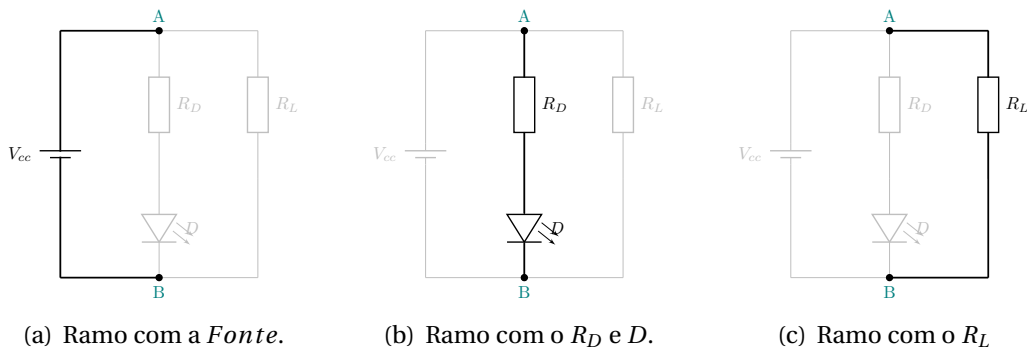 A A A
R_D R_L R_D R_L R_D R_L
V_cc V_cc V_cc
D D D
B B B
(a) Ramo com a Fonte. (b) Ramo com o R_D e D. (c) Ramo com o R_L